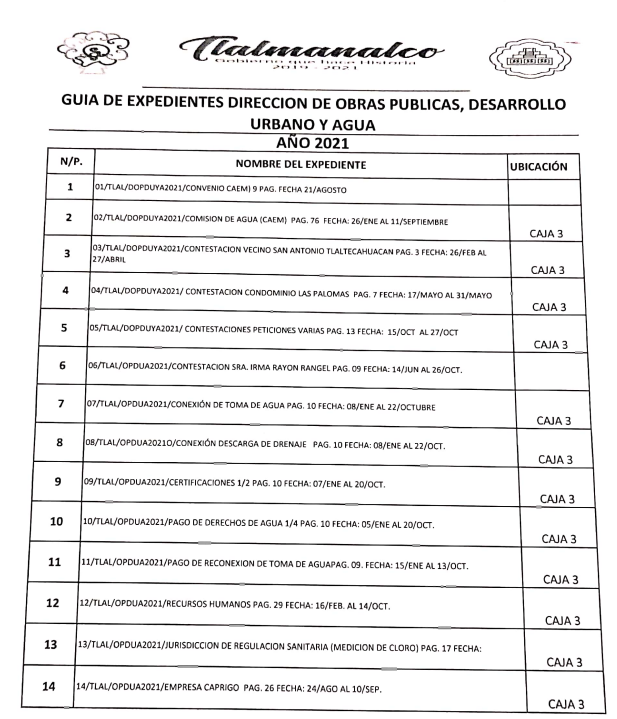 Tlalmanalco
Gobierno que hace Historia
2019 - 2021
GUIA DE EXPEDIENTES DIRECCION DE OBRAS PUBLICAS, DESARROLLO
URBANO Y AGUA
AÑO 2021
N/P. NOMBRE DEL EXPEDIENTE UBICACIÓN
1 01/TLAL/DOPDUYA2021/CONVENIO CAEM) 9 PAG. FECHA 21/AGOSTO
2 02/TLAL/DOPDUYA2021/COMISION DE AGUA (CAEM) PAG. 76 FECHA: 26/ENE AL 11/SEPTIEMBRE CAJA 3
3 03/TLAL/DOPDUYA2021/CONTESTACION VECINO SAN ANTONIO TLALTECAHUACAN PAG. 3 FECHA: 26/FEB AL
27/ABRIL CAJA 3
4 04/TLAL/DOPDUYA2021/ CONTESTACION CONDOMINIO LAS PALOMAS PAG. 7 FECHA: 17/MAYO AL 31/MAYO CAJA 3
5 05/TLAL/DOPDUYA2021/ CONTESTACIONES PETICIONES VARIAS PAG. 13 FECHA: 15/OCT AL 27/OCT CAJA 3
6 06/TLAL/OPDUA2021/CONTESTACION SRA. IRMA RAYON RANGEL PAG. 09 FECHA: 14/JUN AL 26/OCT.
7 07/TLAL/OPDUA2021/CONEXIÓN DE TOMA DE AGUA PAG. 10 FECHA: 08/ENE AL 22/OCTUBRE CAJA 3
8 08/TLAL/OPDUA2021O/CONEXIÓN DESCARGA DE DRENAJE PAG. 10 FECHA: 08/ENE AL 22/OCT. CAJA 3
9 09/TLAL/OPDUA2021/CERTIFICACIONES 1/2 PAG. 10 FECHA: 07/ENE AL 20/OCT. CAJA 3
10 10/TLAL/OPDUA2021/PAGO DE DERECHOS DE AGUA 1/4 PAG. 10 FECHA: 05/ENE AL 20/OCT. CAJA 3
11 11/TLAL/OPDUA2021/PAGO DE RECONEXION DE TOMA DE AGUAPAG. 09. FECHA: 15/ENE AL 13/OCT. CAJA 3
12 12/TLAL/OPDUA2021/RECURSOS HUMANOS PAG. 29 FECHA: 16/FEB. AL 14/OCT. CAJA 3
13 13/TLAL/OPDUA2021/JURISDICCION DE REGULACION SANITARIA (MEDICION DE CLORO) PAG. 17 FECHA: CAJA 3
14 14/TLAL/OPDUA2021/EMPRESA CAPRIGO PAG. 26 FECHA: 24/AGO AL 10/SEP. CAJA 3